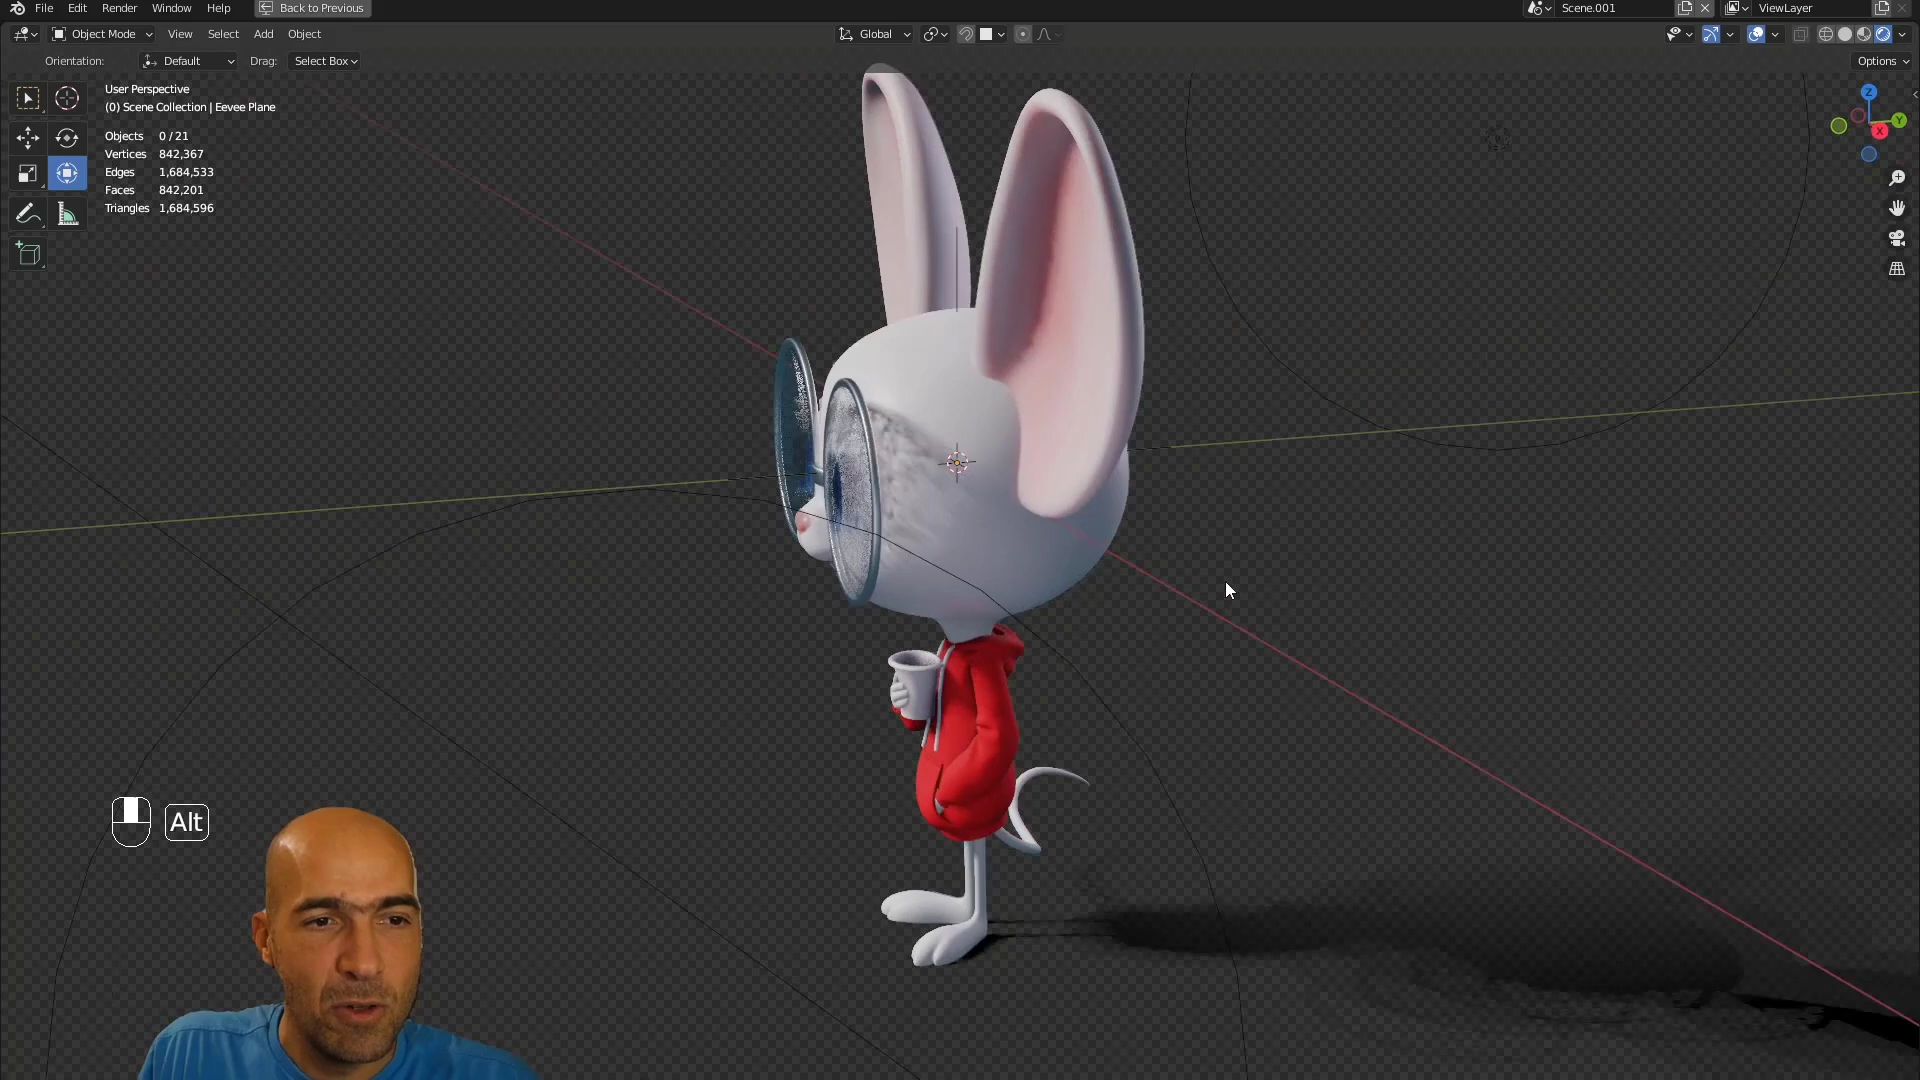 File Edit Render Window Help Back to Previous Scene.001 ViewLayer
Object Mode View Select Add Object Global
Orientation: Default Drag: Select Box Options
User Perspective
(0) Scene Collection | Eevee Plane
Objects 0 / 21
Vertices 842,367
Edges 1,684,533
Faces 842,201
Triangles 1,684,596
Z
Y
X
Alt